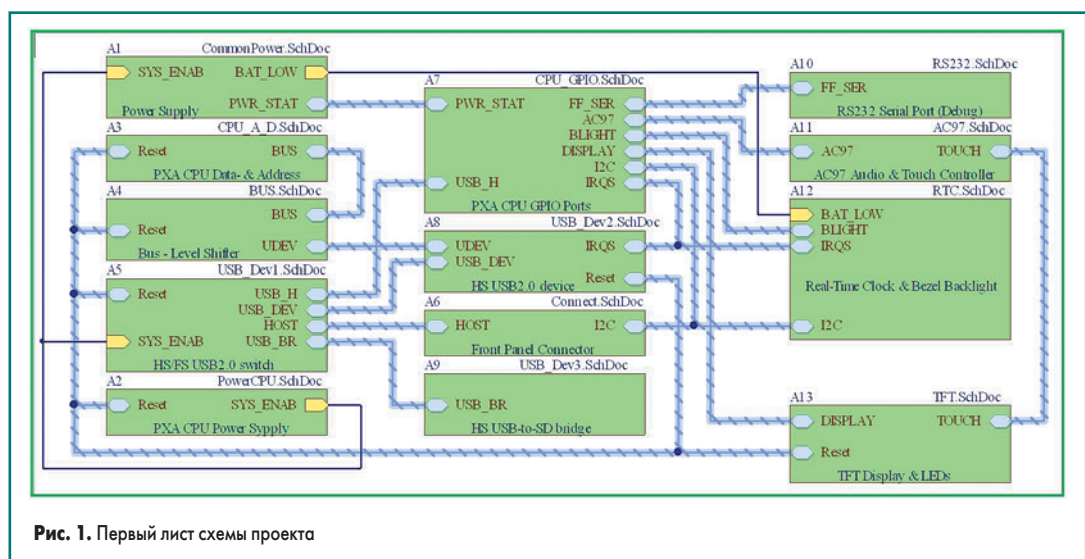 A1 CommonPower.SchDoc
SYS_ENAB BAT_LOW
PWR_STAT
Power Supply
A3 CPU_A_D.SchDoc
Reset BUS
PXA CPU Data- & Address
A4 BUS.SchDoc
BUS
Reset
UDEV
Bus - Level Shifter
A5 USB_Dev1.SchDoc
Reset USB_H
USB_DEV
HOST
SYS_ENAB USB_BR
HS/FS USB2.0 switch
A2 PowerCPU.SchDoc
Reset SYS_ENAB
PXA CPU Power Sypply
A7 CPU_GPIO.SchDoc
PWR_STAT FF_SER
AC97
BLIGHT
DISPLAY
I2C
USB_H IRQS
PXA CPU GPIO Ports
A8 USB_Dev2.SchDoc
UDEV IRQS
USB_DEV
Reset
HS USB2.0 device
A6 Connect.SchDoc
HOST I2C
Front Panel Connector
A9 USB_Dev3.SchDoc
USB_BR
HS USB-to-SD bridge
A10 RS232.SchDoc
FF_SER
RS232 Serial Port (Debug)
A11 AC97.SchDoc
AC97 TOUCH
AC97 Audio & Touch Controller
A12 RTC.SchDoc
BAT_LOW
BLIGHT
IRQS
Real-Time Clock & Bezel Backlight
I2C
A13 TFT.SchDoc
DISPLAY TOUCH
Reset
TFT Display & LEDs
Рис. 1. Первый лист схемы проекта